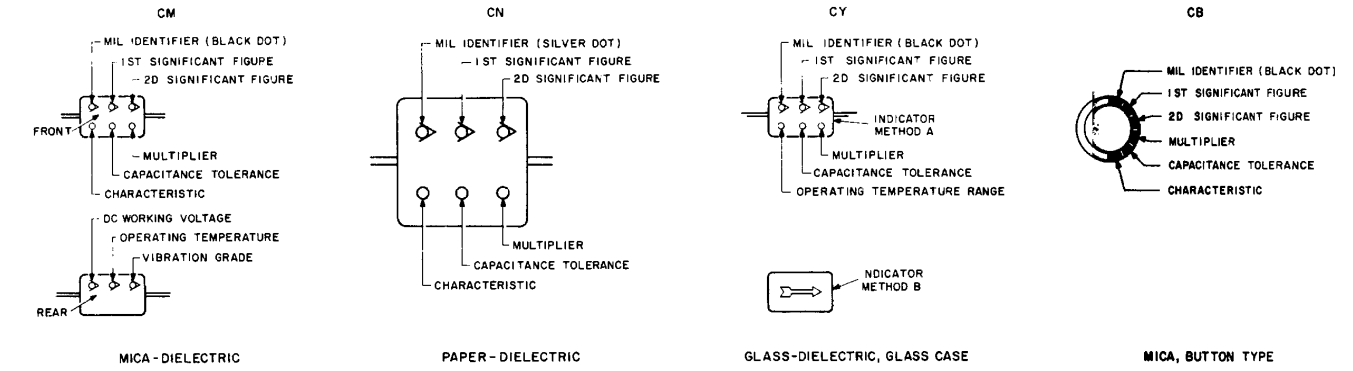 CM
MIL IDENTIFIER (BLACK DOT)
1ST SIGNIFICANT FIGURE
2D SIGNIFICANT FIGURE
FRONT
MULTIPLIER
CAPACITANCE TOLERANCE
CHARACTERISTIC
DC WORKING VOLTAGE
OPERATING TEMPERATURE
VIBRATION GRADE
REAR
MICA-DIELECTRIC
CN
MIL IDENTIFIER (SILVER DOT)
1ST SIGNIFICANT FIGURE
2D SIGNIFICANT FIGURE
MULTIPLIER
CAPACITANCE TOLERANCE
CHARACTERISTIC
PAPER-DIELECTRIC
CY
MIL IDENTIFIER (BLACK DOT)
1ST SIGNIFICANT FIGURE
2D SIGNIFICANT FIGURE
INDICATOR
METHOD A
MULTIPLIER
CAPACITANCE TOLERANCE
OPERATING TEMPERATURE RANGE
NDICATOR
METHOD B
GLASS-DIELECTRIC, GLASS CASE
CB
MIL IDENTIFIER (BLACK DOT)
1ST SIGNIFICANT FIGURE
2D SIGNIFICANT FIGURE
MULTIPLIER
CAPACITANCE TOLERANCE
CHARACTERISTIC
MICA, BUTTON TYPE